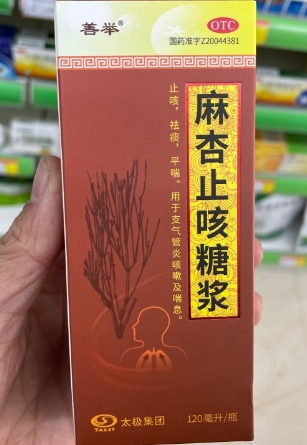 善举®
OTC
国药准字Z20044381
麻杏止咳糖浆
止咳,祛痰,平喘。用于支气管炎咳嗽及喘息。
太极集团
TAIJI
120毫升/瓶